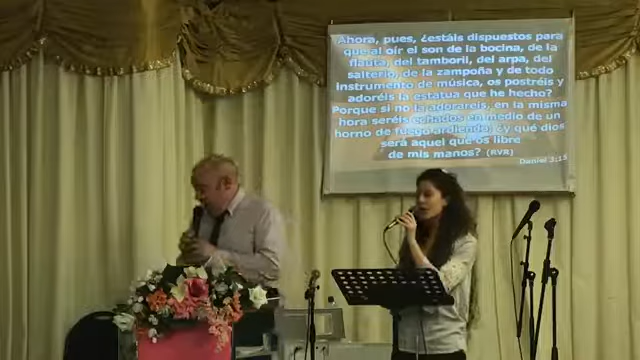 Ahora, pues, ¿estáis dispuestos para
que al oír el son de la bocina, de la
flauta, del tamboril, del arpa, del
salterio, de la zampoña y de todo
instrumento de música, os postréis y
adoréis la estatua que he hecho?
Porque si no la adorareis, en la misma
hora seréis echados en medio de un
horno de fuego ardiendo; ¿y qué dios
será aquel que os libre
de mis manos? (RVR)
Daniel 3:15